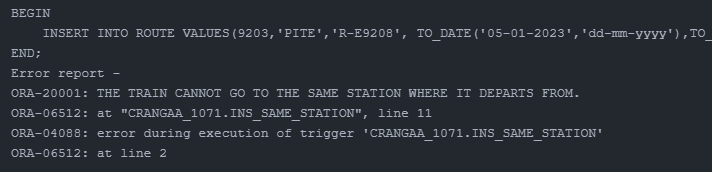 BEGIN
INSERT INTO ROUTE VALUES(9203,'PITE','R-E9208', TO_DATE('05-01-2023','dd-mm-yyyy'),TO_
END;
Error report -
ORA-20001: THE TRAIN CANNOT GO TO THE SAME STATION WHERE IT DEPARTS FROM.
ORA-06512: at "CRANGAA_1071.INS_SAME_STATION", line 11
ORA-04088: error during execution of trigger 'CRANGAA_1071.INS_SAME_STATION'
ORA-06512: at line 2